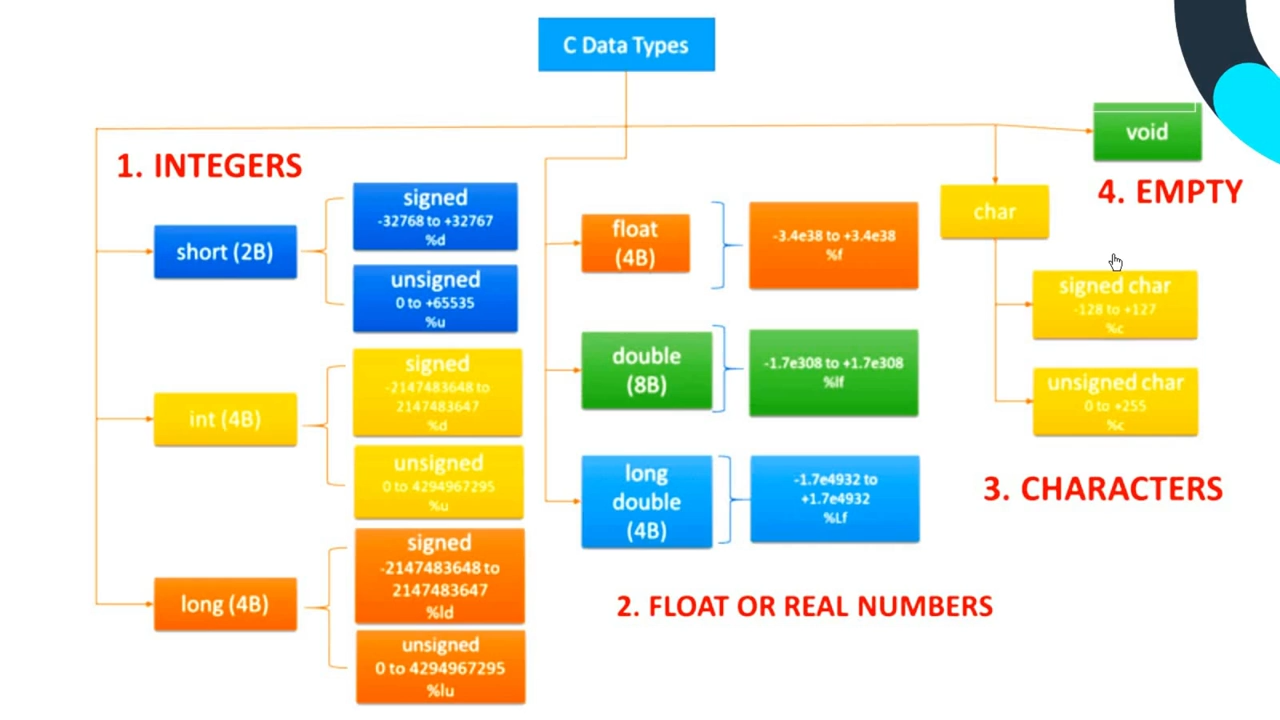 C Data Types
void
4. EMPTY
1. INTEGERS
short (2B)
signed
-32768 to +32767
%d
unsigned
0 to +65535
%u
int (4B)
signed
-2147483648 to
2147483647
%d
unsigned
0 to 4294967295
%u
long (4B)
signed
-2147483648 to
2147483647
%ld
unsigned
0 to 4294967295
%lu
float
(4B)
-3.4e38 to +3.4e38
%f
double
(8B)
-1.7e308 to +1.7e308
%lf
long
double
(4B)
-1.7e4932 to
+1.7e4932
%Lf
2. FLOAT OR REAL NUMBERS
char
signed char
-128 to +127
%c
unsigned char
0 to +255
%c
3. CHARACTERS